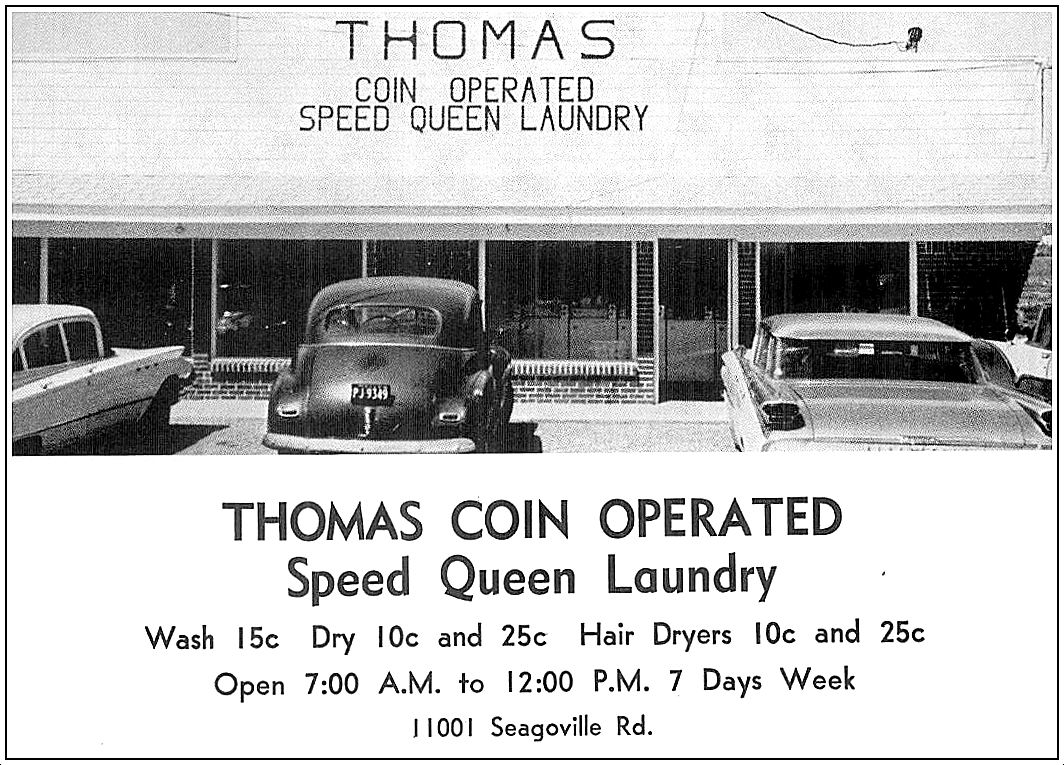 THOMAS
COIN OPERATED
SPEED QUEEN LAUNDRY
PJ·9349
THOMAS COIN OPERATED
Speed Queen Laundry
Wash 15c Dry 10c and 25c Hair Dryers 10c and 25c
Open 7:00 A.M. to 12:00 P.M. 7 Days Week
11001 Seagoville Rd.